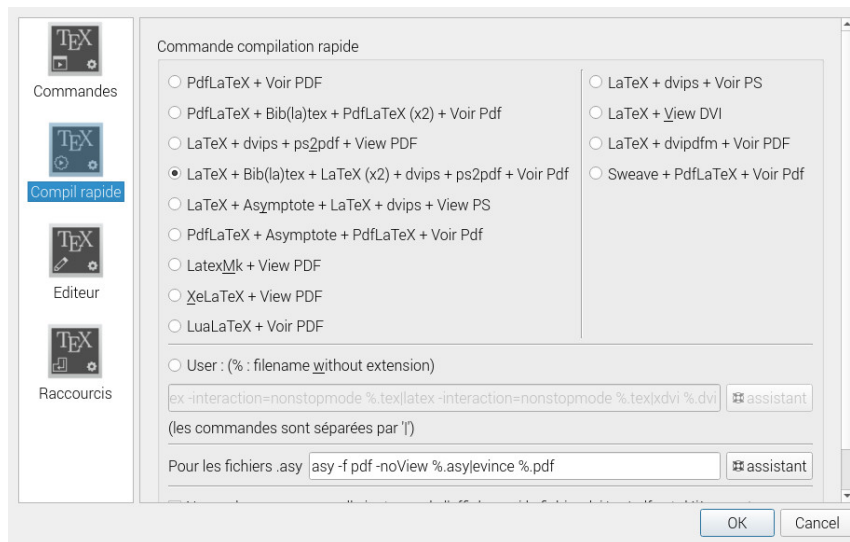 TEX
Commandes
TEX
Compil rapide
TEX
Editeur
TEX
Raccourcis
Commande compilation rapide
PdfLaTeX + Voir PDF
PdfLaTeX + Bib(la)tex + PdfLaTeX (x2) + Voir Pdf
LaTeX + dvips + ps2pdf + View PDF
LaTeX + Bib(la)tex + LaTeX (x2) + dvips + ps2pdf + Voir Pdf
LaTeX + Asymptote + LaTeX + dvips + View PS
PdfLaTeX + Asymptote + PdfLaTeX + Voir Pdf
LatexMk + View PDF
XeLaTeX + View PDF
LuaLaTeX + Voir PDF
LaTeX + dvips + Voir PS
LaTeX + View DVI
LaTeX + dvipdfm + Voir PDF
Sweave + PdfLaTeX + Voir Pdf
User : (% : filename without extension)
ex -interaction=nonstopmode %.tex|latex -interaction=nonstopmode %.tex|xdvi %.dvi
assistant
(les commandes sont séparées par '|')
Pour les fichiers .asy
asy -f pdf -noView %.asy|evince %.pdf
assistant
OK
Cancel